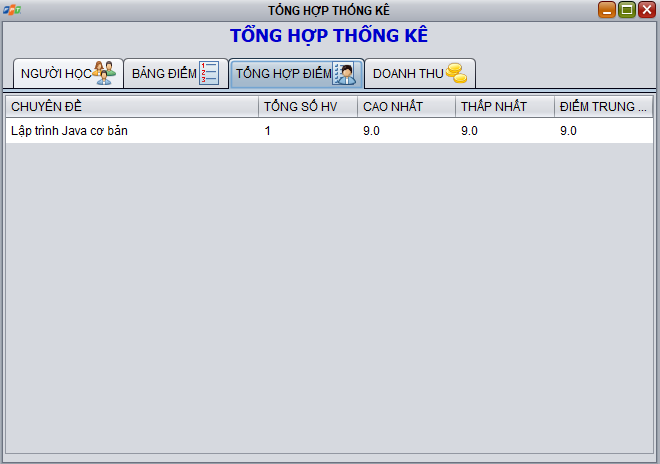 TỔNG HỢP THỐNG KÊ
TỔNG HỢP THỐNG KÊ
NGƯỜI HỌC BẢNG ĐIỂM TỔNG HỢP ĐIỂM DOANH THU
CHUYÊN ĐỀ TỔNG SỐ HV CAO NHẤT THẤP NHẤT ĐIỂM TRUNG ...
Lập trình Java cơ bản 1 9.0 9.0 9.0